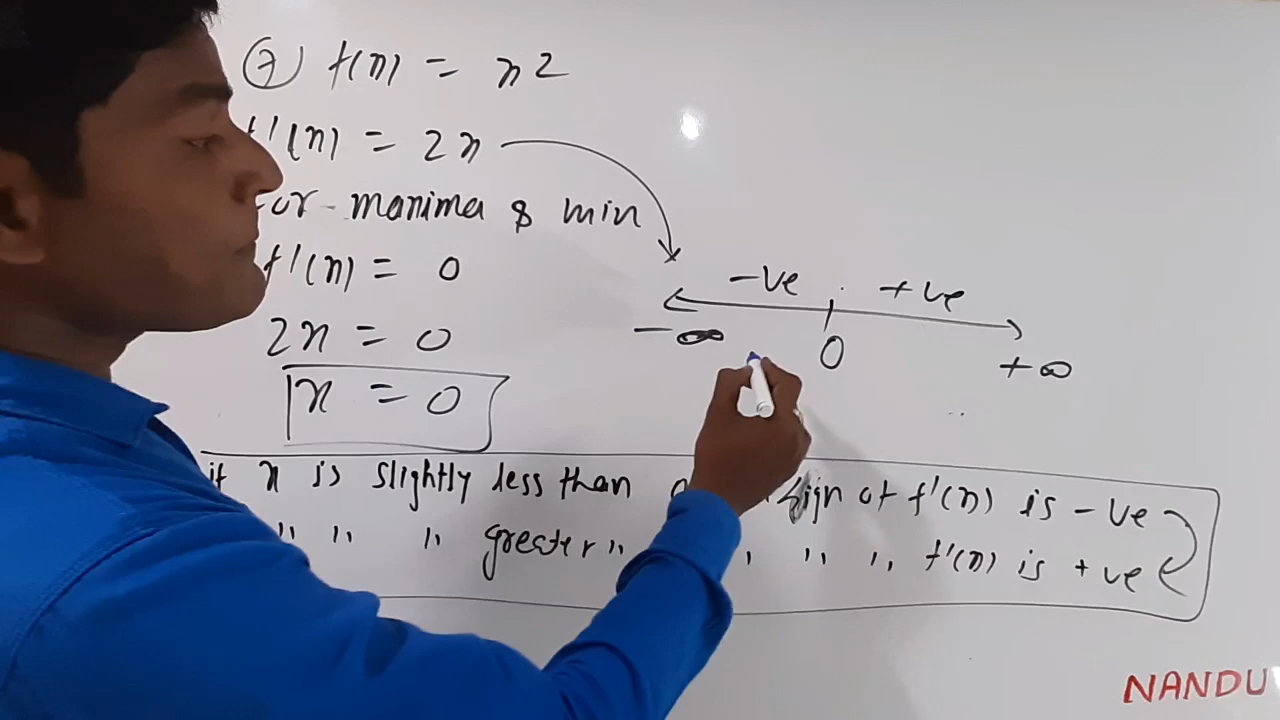 ⑦ f(x) = x2
f'(x) = 2x
For maxima & min
f'(x) = 0
2x = 0
x = 0
-ve +ve
-∞ 0 +∞
if x is slightly less than sign of f'(x) is -ve
" " " greater " " " " f'(x) is +ve
NANDU